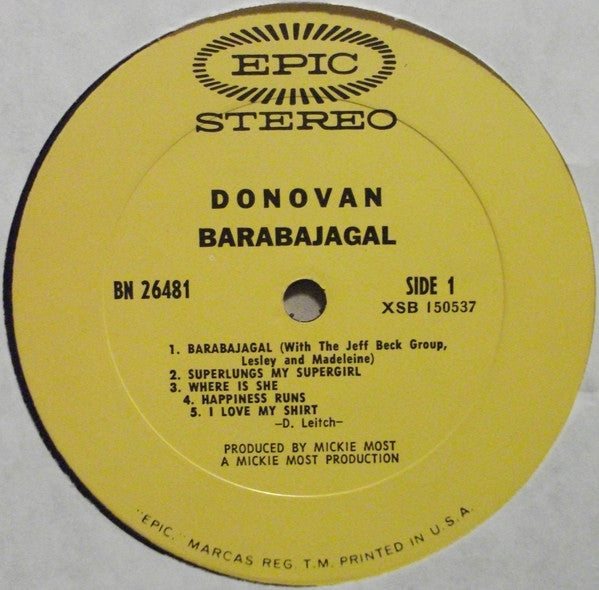 EPIC
STEREO
DONOVAN
BARABAJAGAL
BN 26481
SIDE 1
XSB 150537
1. BARABAJAGAL (With The Jeff Beck Group,
Lesley and Madeleine)
2. SUPERLUNGS MY SUPERGIRL
3. WHERE IS SHE
4. HAPPINESS RUNS
5. I LOVE MY SHIRT
—D. Leitch—
PRODUCED BY MICKIE MOST
A MICKIE MOST PRODUCTION
"EPIC," MARCAS REG. T.M. PRINTED IN U.S.A.